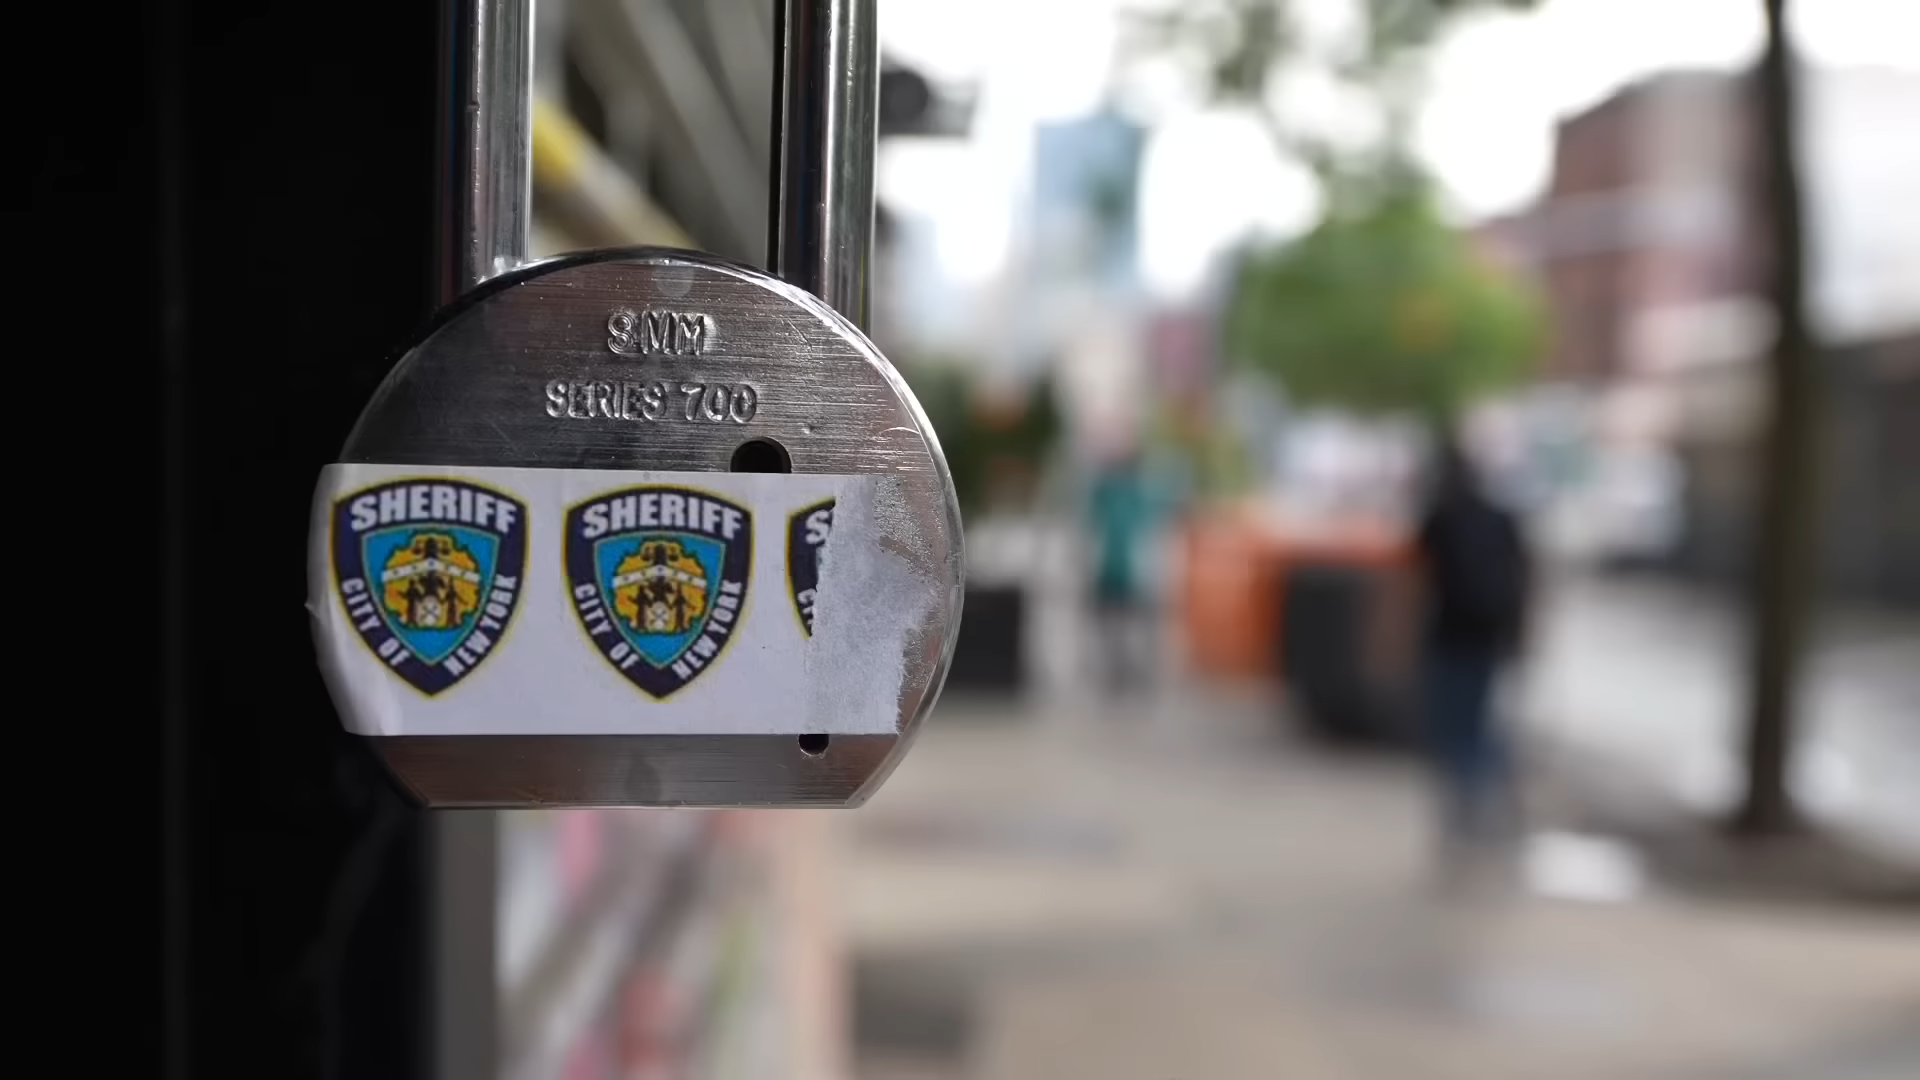 8MM
SERIES 700
SHERIFF
CITY OF NEW YORK
SHERIFF
CITY OF NEW YORK
S
C